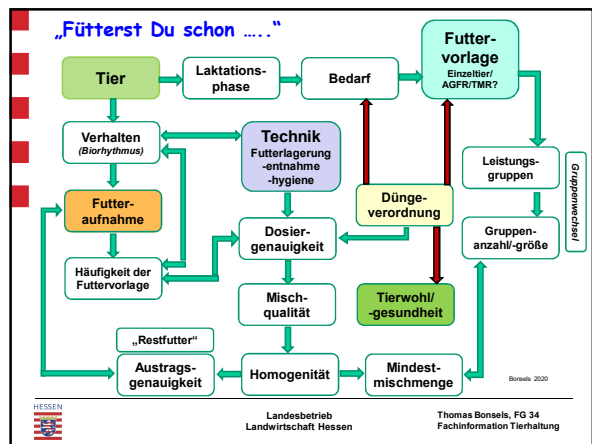 „Fütterst Du schon …..“
Tier
Laktations-
phase
Bedarf
Futter-
vorlage
Einzeltier/
AGFR/TMR?
Verhalten
(Biorhythmus)
Technik
Futterlagerung
-entnahme
-hygiene
Leistungs-
gruppen
Gruppenwechsel
Futter-
aufnahme
Dosier-
genauigkeit
Dünge-
verordnung
Gruppen-
anzahl/-größe
Häufigkeit der
Futtervorlage
Misch-
qualität
Tierwohl/
-gesundheit
„Restfutter“
Austrags-
genauigkeit
Homogenität
Mindest-
mischmenge
Bonsels 2020
HESSEN
Landesbetrieb
Landwirtschaft Hessen
Thomas Bonsels, FG 34
Fachinformation Tierhaltung